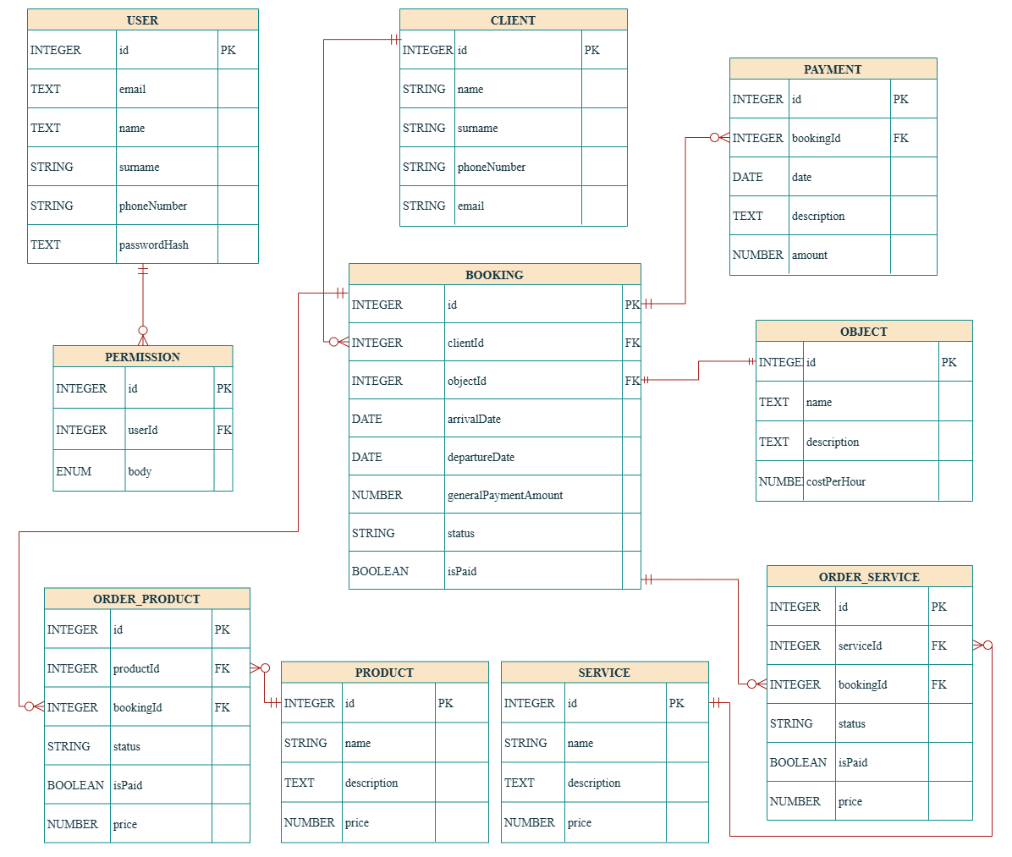 USER
INTEGER id PK
TEXT email
TEXT name
STRING surname
STRING phoneNumber
TEXT passwordHash
CLIENT
INTEGER id PK
STRING name
STRING surname
STRING phoneNumber
STRING email
PAYMENT
INTEGER id PK
INTEGER bookingId FK
DATE date
TEXT description
NUMBER amount
BOOKING
INTEGER id PK
INTEGER clientId FK
INTEGER objectId FK
DATE arrivalDate
DATE departureDate
NUMBER generalPaymentAmount
STRING status
BOOLEAN isPaid
PERMISSION
INTEGER id PK
INTEGER userId FK
ENUM body
OBJECT
INTEGE id PK
TEXT name
TEXT description
NUMBE costPerHour
ORDER_PRODUCT
INTEGER id PK
INTEGER productId FK
INTEGER bookingId FK
STRING status
BOOLEAN isPaid
NUMBER price
PRODUCT
INTEGER id PK
STRING name
TEXT description
NUMBER price
SERVICE
INTEGER id PK
STRING name
TEXT description
NUMBER price
ORDER_SERVICE
INTEGER id PK
INTEGER serviceId FK
INTEGER bookingId FK
STRING status
BOOLEAN isPaid
NUMBER price